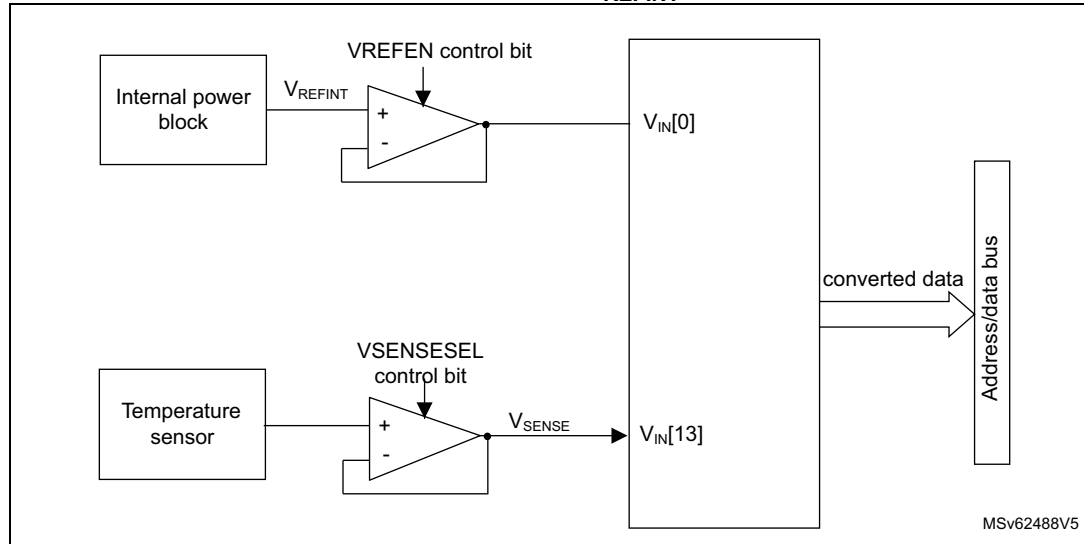 VREFEN control bit
Internal power
block
VREFINT
+
-
VIN[0]
converted data
Address/data bus
VSENSESEL
control bit
Temperature
sensor
+
-
VSENSE
VIN[13]
MSv62488V5